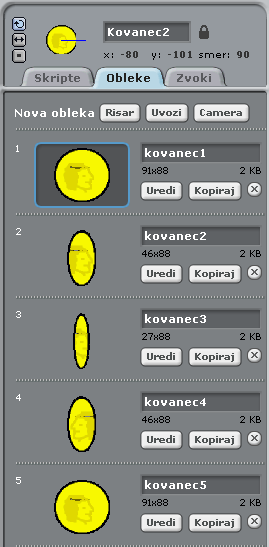 Kovanec2
x: -80 y: -101 smer: 90
Skripte Obleke Zvoki
Nova obleka Risar Uvozi Camera
1
kovanec1
91x88 2 KB
Uredi Kopiraj
2
kovanec2
46x88 2 KB
Uredi Kopiraj
3
kovanec3
27x88 2 KB
Uredi Kopiraj
4
kovanec4
46x88 2 KB
Uredi Kopiraj
5
kovanec5
91x88 2 KB
Uredi Kopiraj